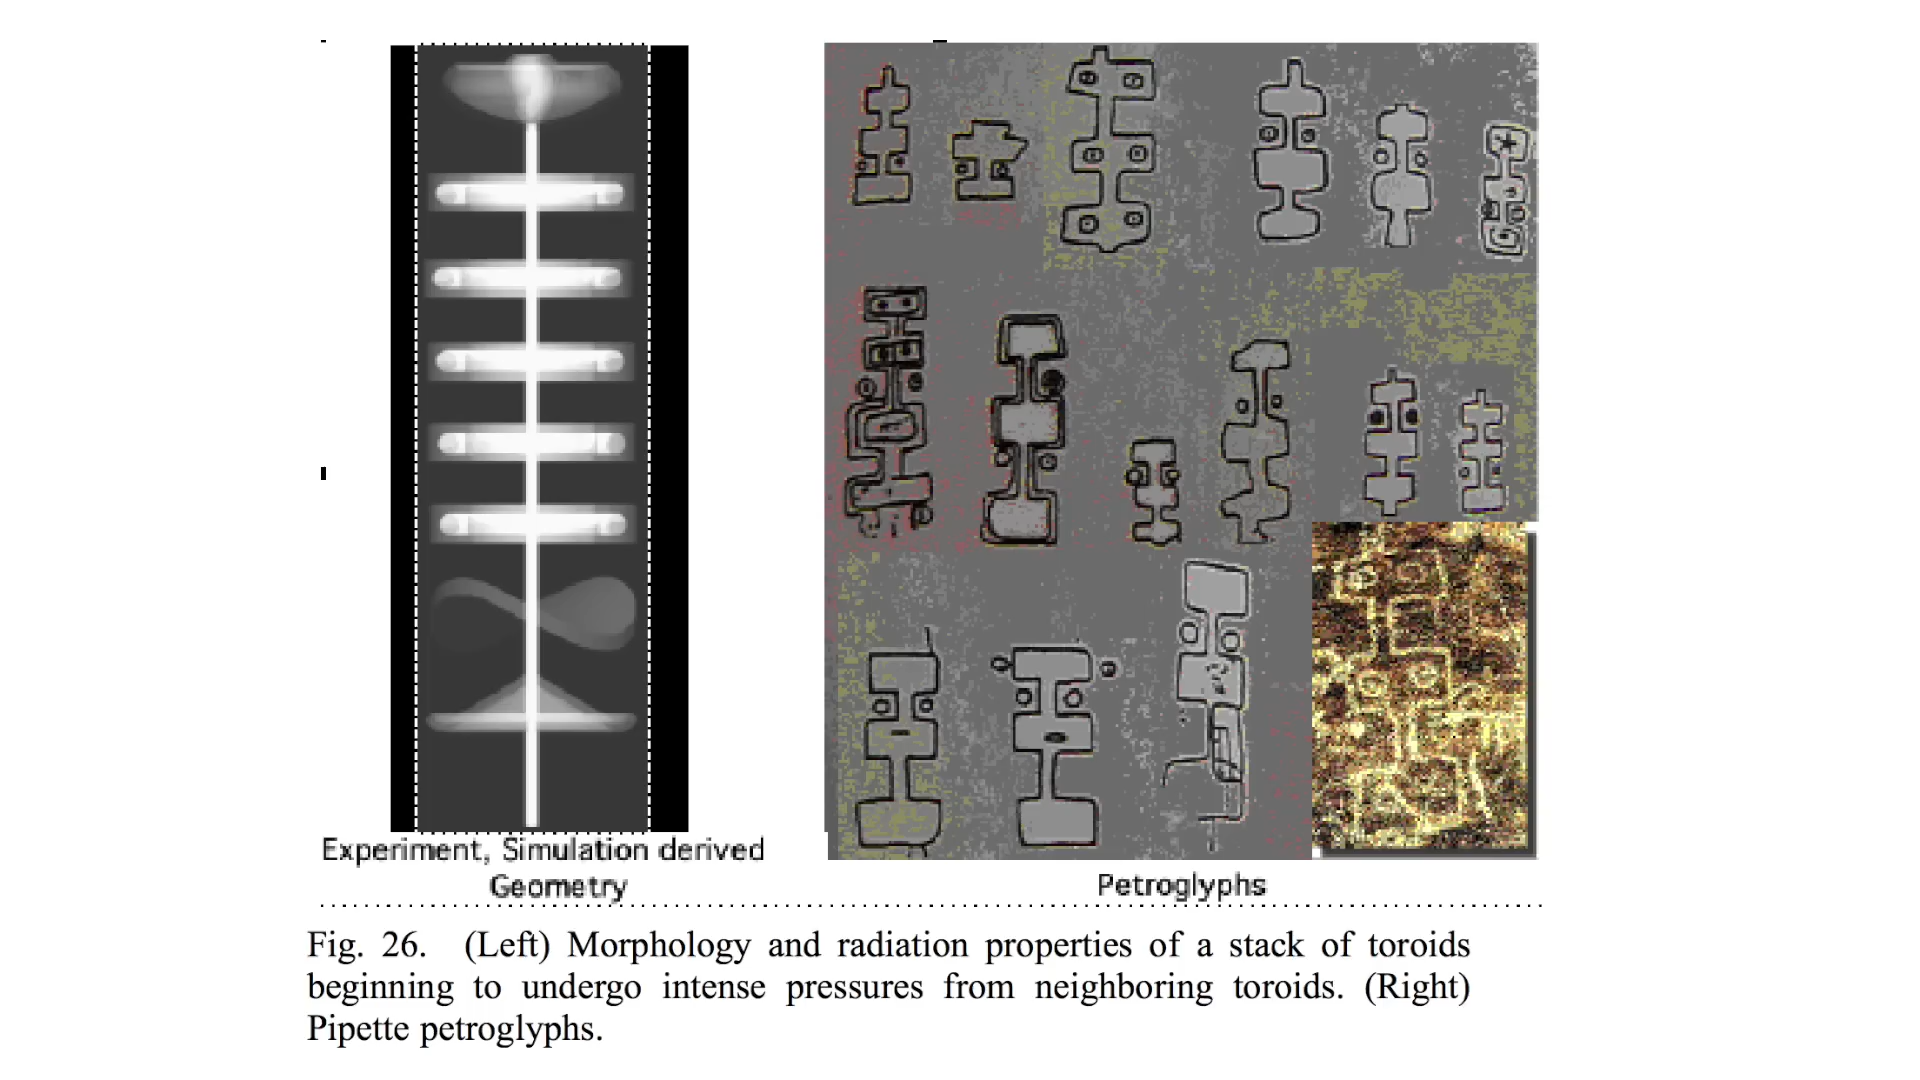 Experiment, Simulation derived
Geometry
Petroglyphs
Fig. 26. (Left) Morphology and radiation properties of a stack of toroids
beginning to undergo intense pressures from neighboring toroids. (Right)
Pipette petroglyphs.